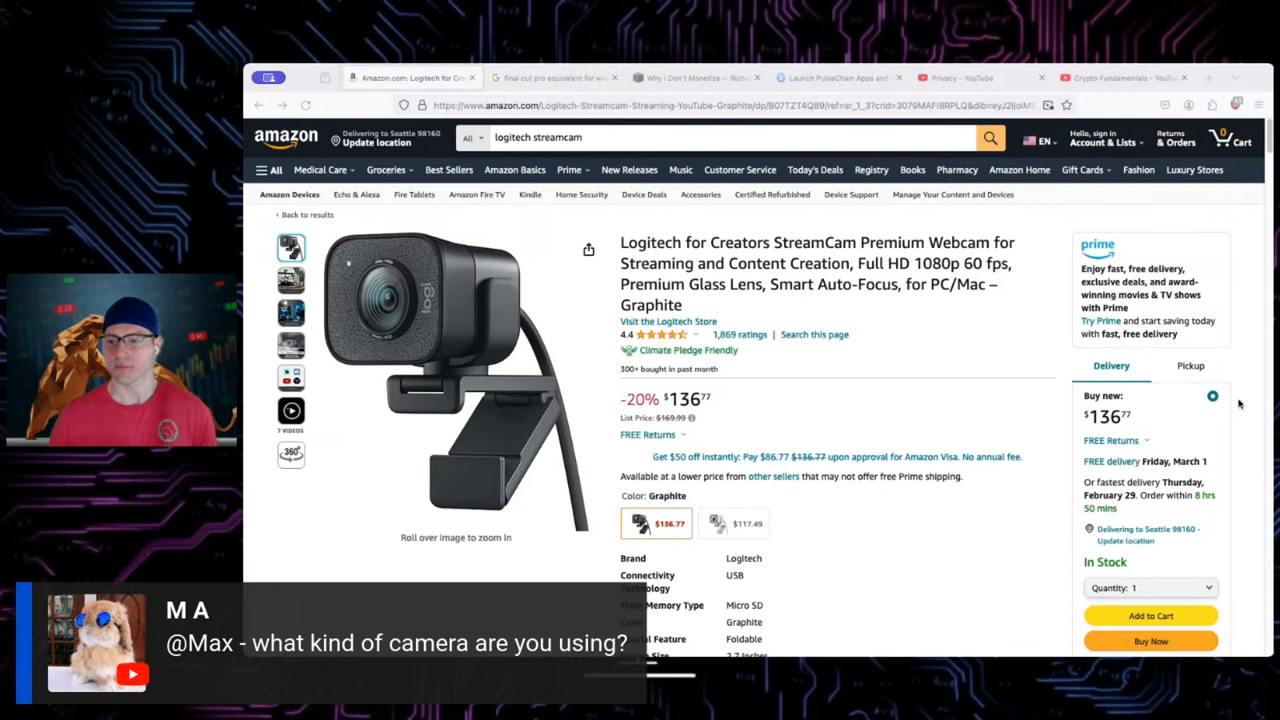 Amazon.com: Logitech for Cre
final cut pro equivalent for win
Why I Don't Monetize — Richa
Launch PulseChain Apps and
Privacy - YouTube
Crypto Fundamentals - YouTu
https://www.amazon.com/Logitech-Streamcam-Streaming-YouTube-Graphite/dp/B07TZT4Q89/ref=sr_1_3?crid=3079MAFI8RPLQ&dib=eyJ2IjoiMS
amazon
Delivering to Seattle 98160
Update location
All
logitech streamcam
EN
Hello, sign in
Account & Lists
Returns
& Orders
0
Cart
All
Medical Care
Groceries
Best Sellers
Amazon Basics
Prime
New Releases
Music
Customer Service
Today's Deals
Registry
Books
Pharmacy
Amazon Home
Gift Cards
Fashion
Luxury Stores
Amazon Devices
Echo & Alexa
Fire Tablets
Amazon Fire TV
Kindle
Home Security
Device Deals
Accessories
Certified Refurbished
Device Support
Manage Your Content and Devices
‹ Back to results
logi
7 VIDEOS
360°
Roll over image to zoom in
Logitech for Creators StreamCam Premium Webcam for
Streaming and Content Creation, Full HD 1080p 60 fps,
Premium Glass Lens, Smart Auto-Focus, for PC/Mac –
Graphite
Visit the Logitech Store
4.4
1,869 ratings | Search this page
Climate Pledge Friendly
300+ bought in past month
-20% $136.77
List Price: $169.99
FREE Returns
Get $50 off instantly: Pay $86.77 $136.77 upon approval for Amazon Visa. No annual fee.
Available at a lower price from other sellers that may not offer free Prime shipping.
Color: Graphite
$136.77
$117.49
Brand Logitech
Connectivity USB
Technology
Flash Memory Type Micro SD
Color Graphite
Special Feature Foldable
2.7 Inches
prime
Enjoy fast, free delivery,
exclusive deals, and award-
winning movies & TV shows
with Prime
Try Prime and start saving today
with fast, free delivery
Delivery
Pickup
Buy new:
$136.77
FREE Returns
FREE delivery Friday, March 1
Or fastest delivery Thursday,
February 29. Order within 8 hrs
50 mins
Delivering to Seattle 98160 -
Update location
In Stock
Quantity: 1
Add to Cart
Buy Now
M A
@Max - what kind of camera are you using?